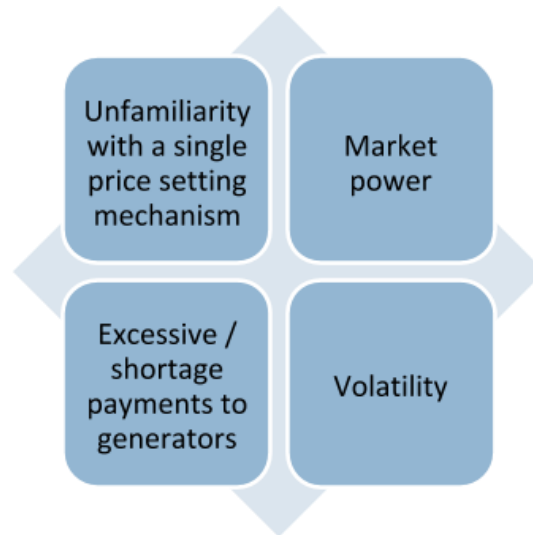 Unfamiliarity
with a single
price setting
mechanism
Market
power
Excessive /
shortage
payments to
generators
Volatility